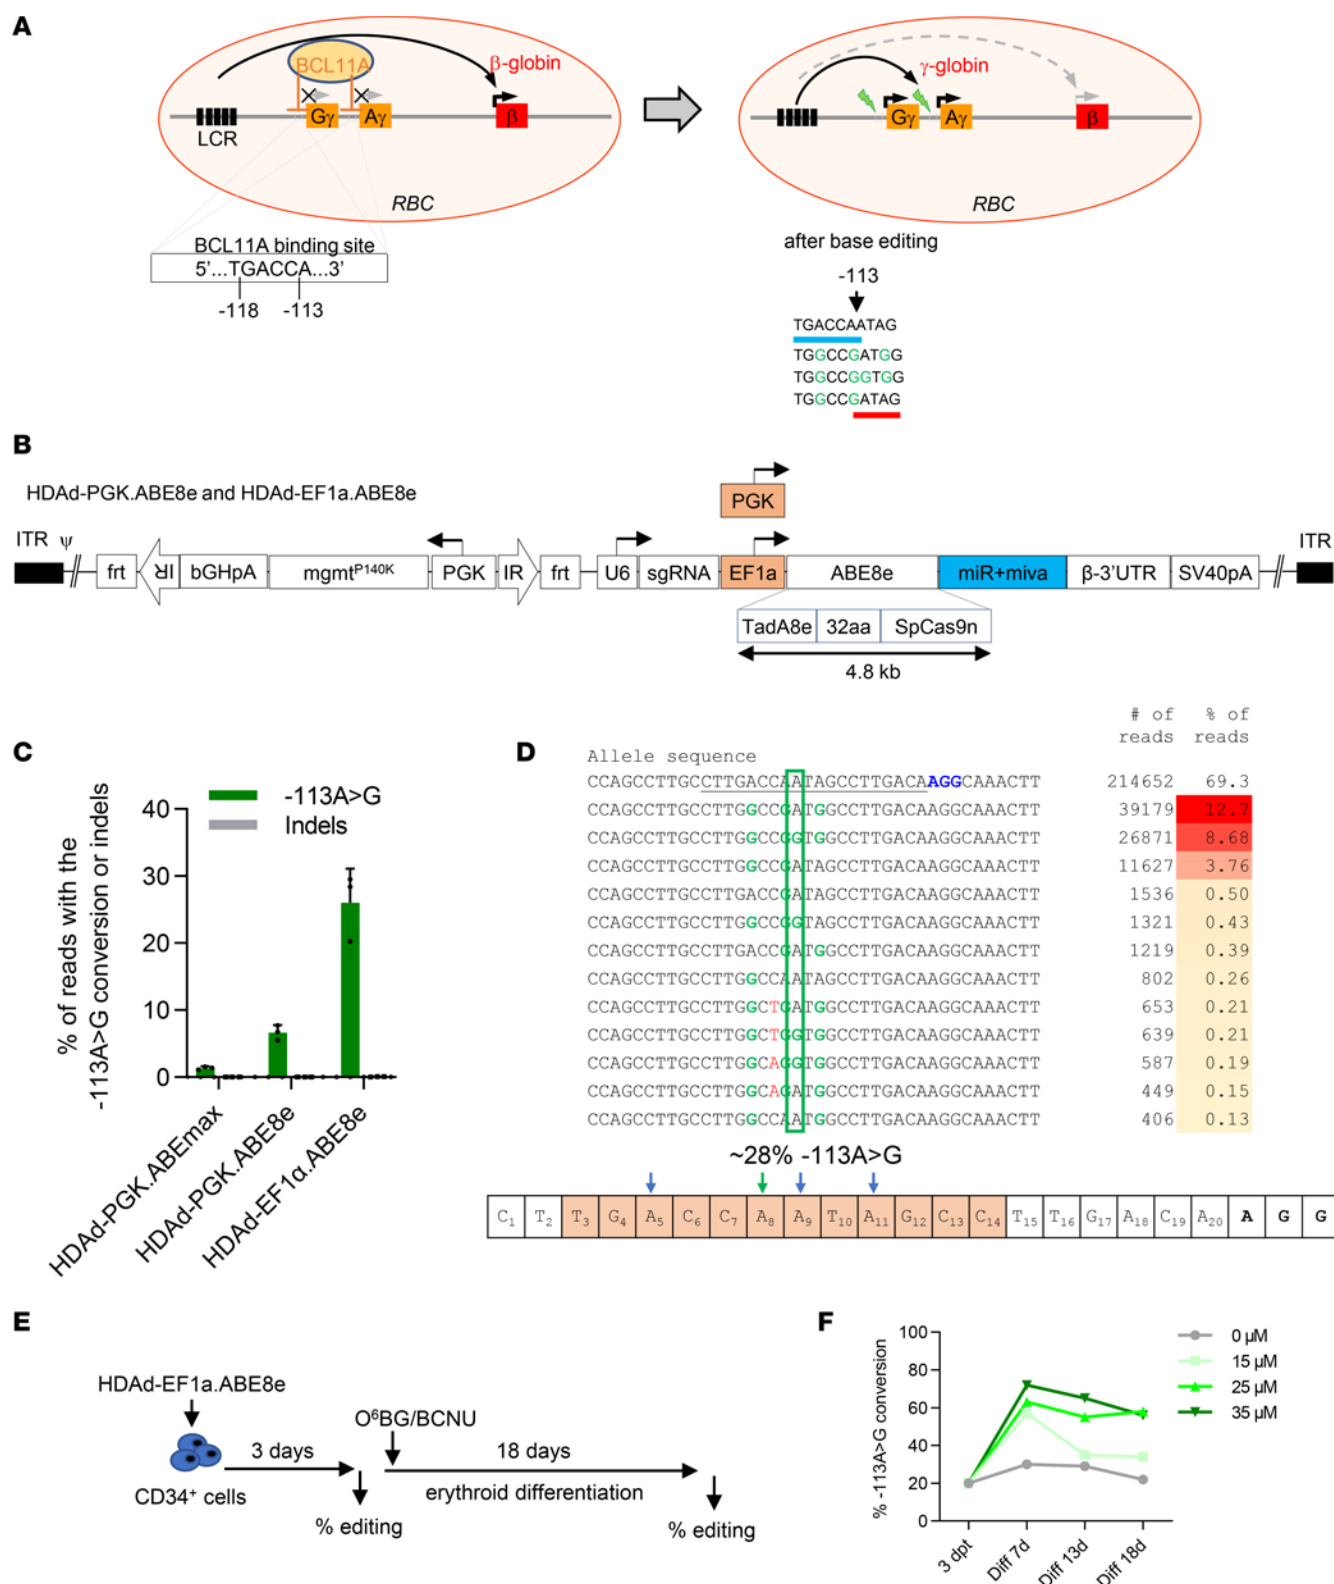 A
BCL11A
β-globin
Gγ
Aγ
β
LCR
RBC
BCL11A binding site
5'...TGACCA...3'
-118
-113
γ-globin
Gγ
Aγ
β
RBC
after base editing
-113
TGACCAATAG
TGGCCGATGG
TGGCCGGTGG
TGGCCGATAG
B
HDAd-PGK.ABE8e and HDAd-EF1a.ABE8e
PGK
ITR
ψ
ITR
frt
IR
bGHpA
mgmtP140K
PGK
IR
frt
U6
sgRNA
EF1a
ABE8e
miR+miva
β-3'UTR
SV40pA
TadA8e
32aa
SpCas9n
4.8 kb
C
-113A>G
Indels
% of reads with the
-113A>G conversion or indels
40
30
20
10
0
HDAd-PGK.ABEmax
HDAd-PGK.ABE8e
HDAd-EF1α.ABE8e
D
# of reads
% of reads
Allele sequence
CCAGCCTTGCCTTGACCAATAGCCTTGACAAGGCAAACTT 214652 69.3
CCAGCCTTGCCTTGGCCGATGGCCTTGACAAGGCAAACTT 39179 12.7
CCAGCCTTGCCTTGGCCGGTGGCCTTGACAAGGCAAACTT 26871 8.68
CCAGCCTTGCCTTGGCCGATAGCCTTGACAAGGCAAACTT 11627 3.76
CCAGCCTTGCCTTGACCGATAGCCTTGACAAGGCAAACTT 1536 0.50
CCAGCCTTGCCTTGGCCGGTAGCCTTGACAAGGCAAACTT 1321 0.43
CCAGCCTTGCCTTGACCGATGGCCTTGACAAGGCAAACTT 1219 0.39
CCAGCCTTGCCTTGGCCAATAGCCTTGACAAGGCAAACTT 802 0.26
CCAGCCTTGCCTTGGCTGATGGCCTTGACAAGGCAAACTT 653 0.21
CCAGCCTTGCCTTGGCTGGTGGCCTTGACAAGGCAAACTT 639 0.21
CCAGCCTTGCCTTGGCAGGTGGCCTTGACAAGGCAAACTT 587 0.19
CCAGCCTTGCCTTGGCAGATGGCCTTGACAAGGCAAACTT 449 0.15
CCAGCCTTGCCTTGGCCAATGGCCTTGACAAGGCAAACTT 406 0.13
~28% -113A>G
C1 T2 T3 G4 A5 C6 C7 A8 A9 T10 A11 G12 C13 C14 T15 T16 G17 A18 C19 A20 A G G
E
HDAd-EF1a.ABE8e
CD34+ cells
3 days
% editing
O6BG/BCNU
18 days
erythroid differentiation
% editing
F
% -113A>G conversion
100
80
60
40
20
0
3 dpt
Diff 7d
Diff 13d
Diff 18d
0 µM
15 µM
25 µM
35 µM